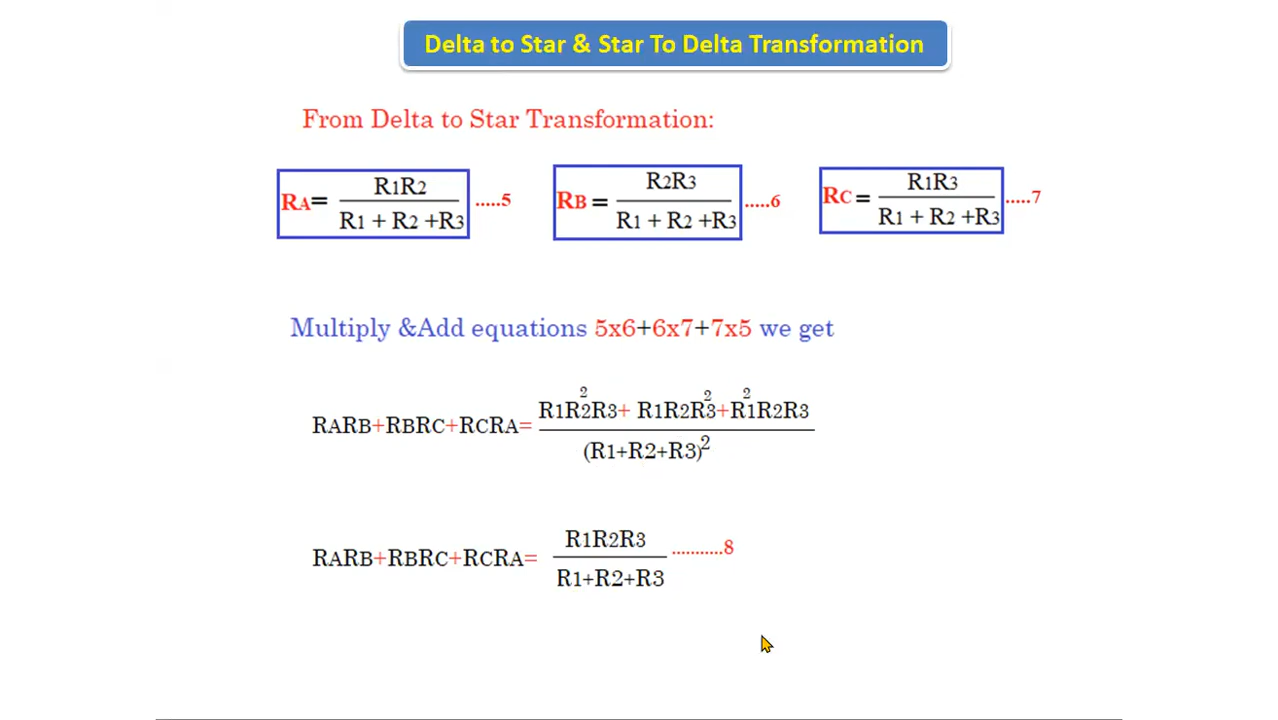 Delta to Star & Star To Delta Transformation
From Delta to Star Transformation:
RA= R1R2 / R1 + R2 +R3 .....5
RB = R2R3 / R1 + R2 +R3 .....6
RC = R1R3 / R1 + R2 +R3 .....7
Multiply &Add equations 5x6+6x7+7x5 we get
RARB+RBRC+RCRA= R1R2²R3+ R1R2R3²+R1²R2R3 / (R1+R2+R3)²
RARB+RBRC+RCRA= R1R2R3 / R1+R2+R3 ...........8